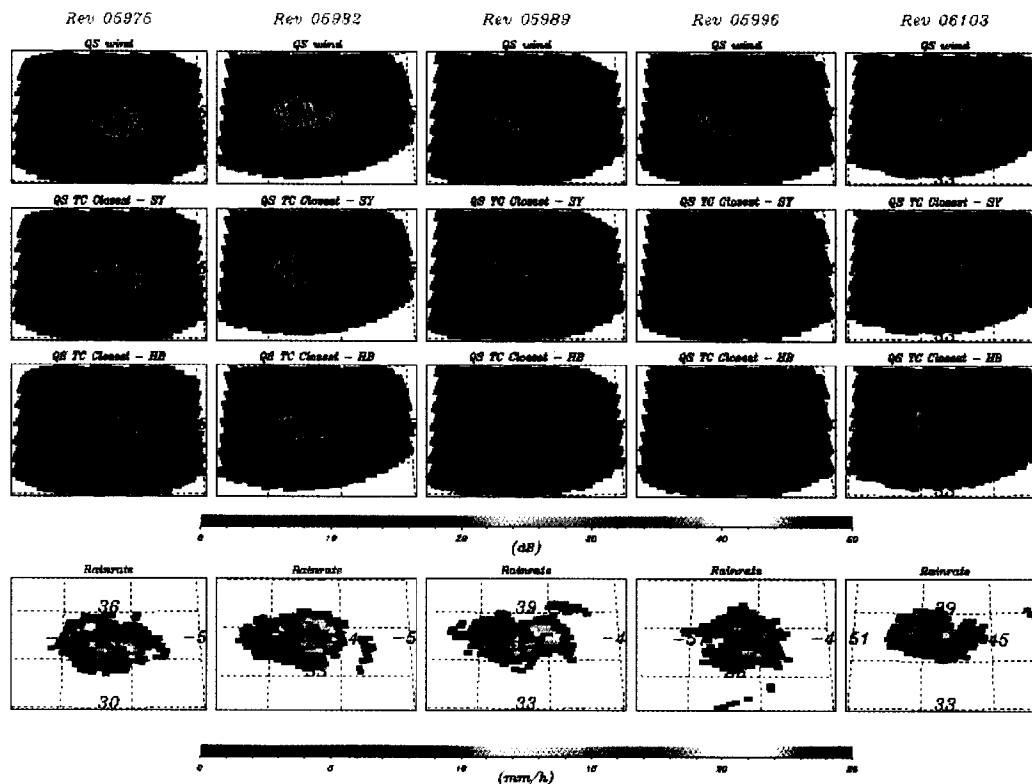 Rev 05975 Rev 05982 Rev 05989 Rev 05996 Rev 06103
QS wind QS wind QS wind QS wind QS wind
QS TC Closest - SY QS TC Closest - SY QS TC Closest - SY QS TC Closest - SY QS TC Closest - SY
QS TC Closest - HB QS TC Closest - HB QS TC Closest - HB QS TC Closest - HB QS TC Closest - HB
0 10 20 30 40 50
(dB)
Rainrate Rainrate Rainrate Rainrate Rainrate
36 39 39
-5 4 -5 -4 -51 -4 51 -45
30 33 33
0 5 10 15 20 25
(mm/h)